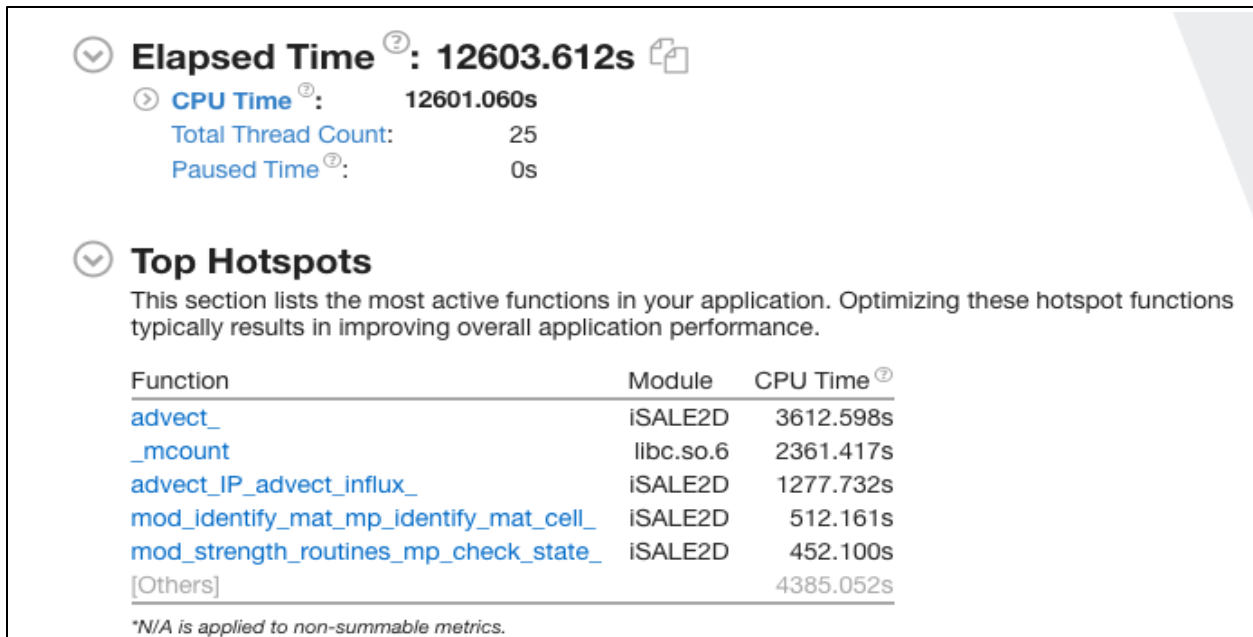 Elapsed Time ?: 12603.612s
CPU Time ?: 12601.060s
Total Thread Count: 25
Paused Time ?: 0s
Top Hotspots
This section lists the most active functions in your application. Optimizing these hotspot functions
typically results in improving overall application performance.
Function Module CPU Time ?
advect_ iSALE2D 3612.598s
_mcount libc.so.6 2361.417s
advect_IP_advect_influx_ iSALE2D 1277.732s
mod_identify_mat_mp_identify_mat_cell_ iSALE2D 512.161s
mod_strength_routines_mp_check_state_ iSALE2D 452.100s
[Others] 4385.052s
*N/A is applied to non-summable metrics.